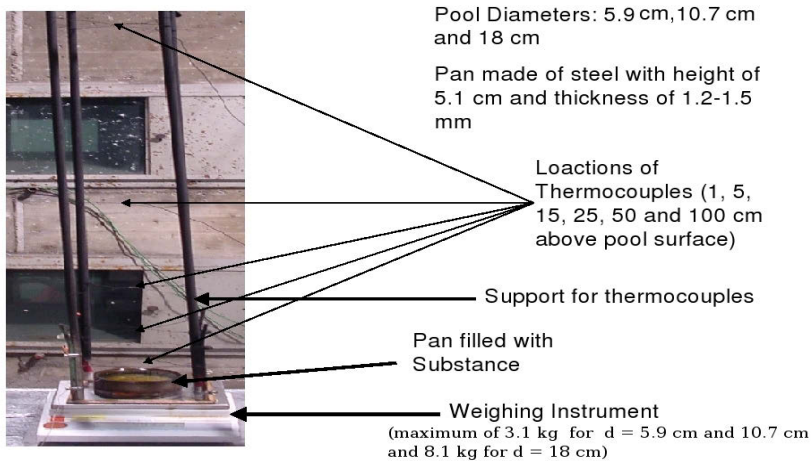 Pool Diameters: 5.9 cm,10.7 cm
and 18 cm
Pan made of steel with height of
5.1 cm and thickness of 1.2-1.5
mm
Loactions of
Thermocouples (1, 5,
15, 25, 50 and 100 cm
above pool surface)
Support for thermocouples
Pan filled with
Substance
Weighing Instrument
(maximum of 3.1 kg for d = 5.9 cm and 10.7 cm
and 8.1 kg for d = 18 cm)